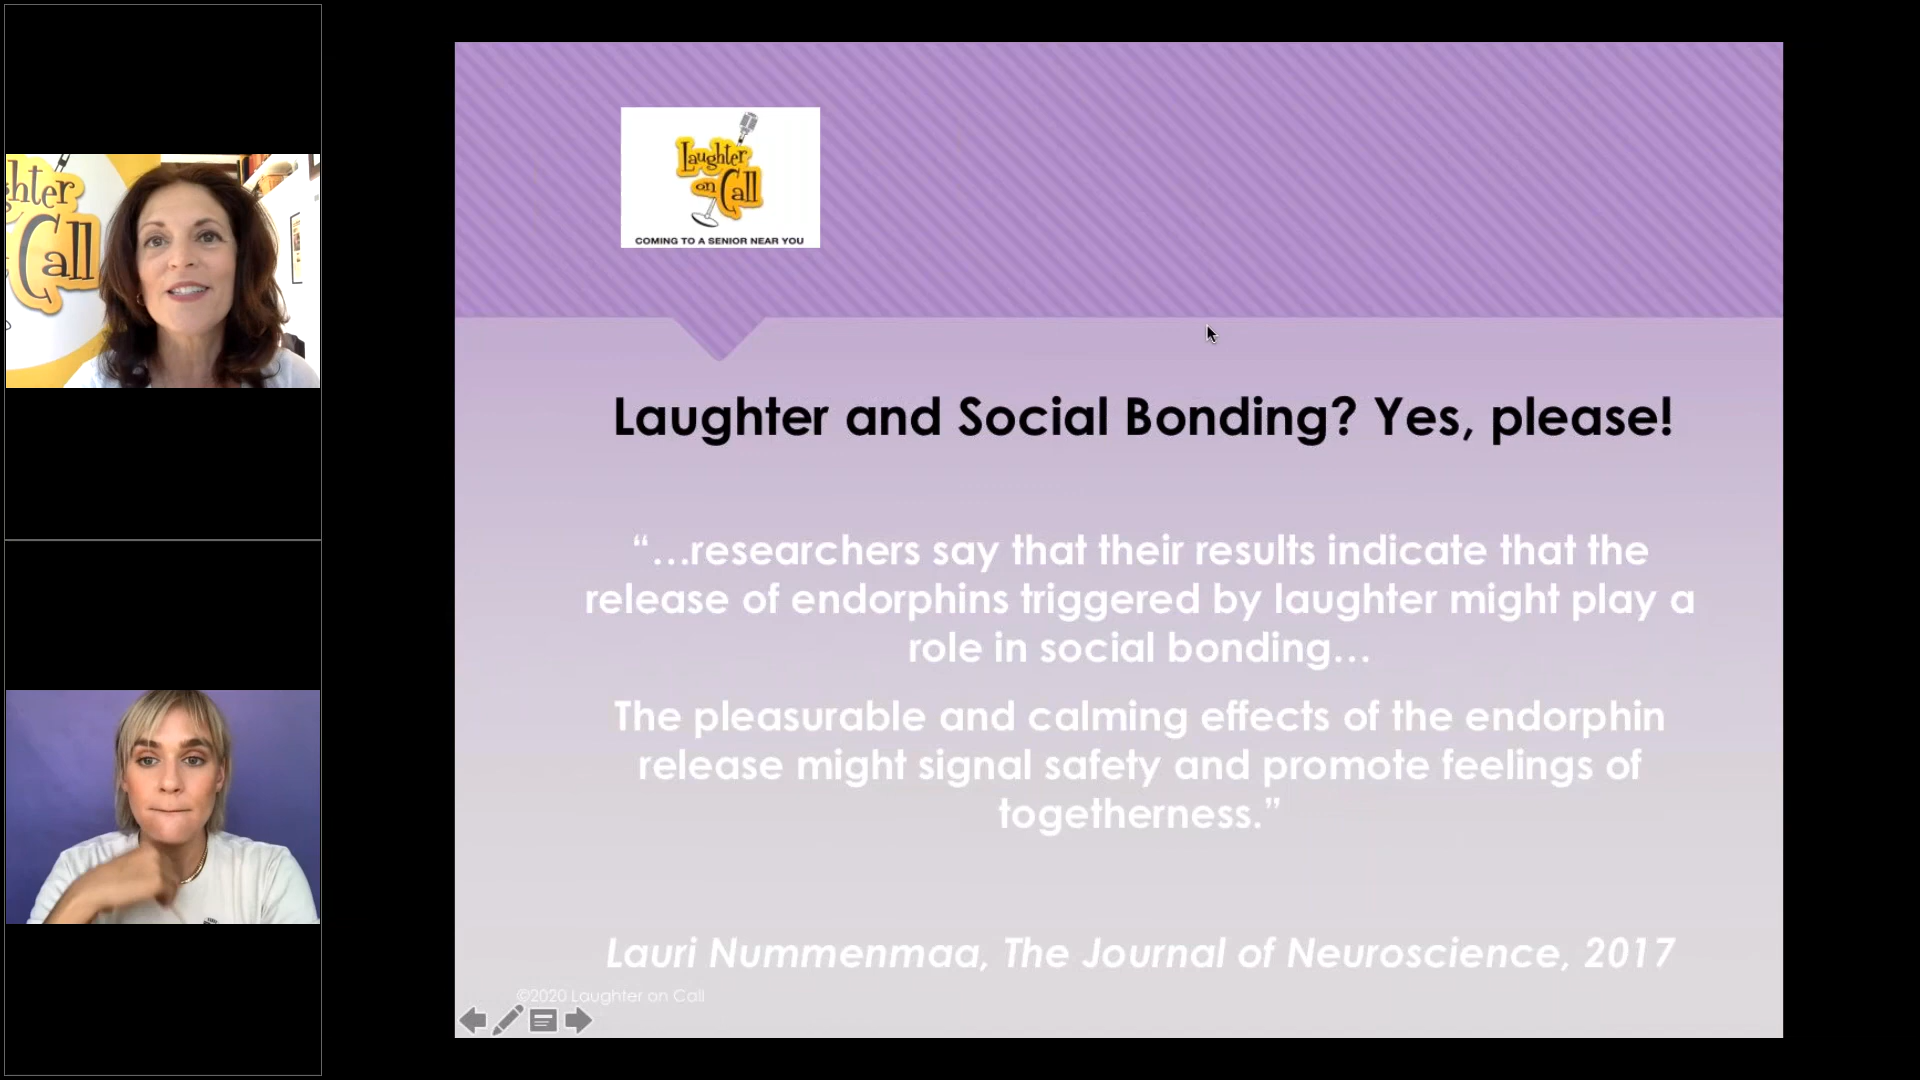 ghter
Call
Laughter
on Call
COMING TO A SENIOR NEAR YOU
Laughter and Social Bonding? Yes, please!
“…researchers say that their results indicate that the
release of endorphins triggered by laughter might play a
role in social bonding…
The pleasurable and calming effects of the endorphin
release might signal safety and promote feelings of
togetherness.”
Lauri Nummenmaa, The Journal of Neuroscience, 2017
©2020 Laughter on Call